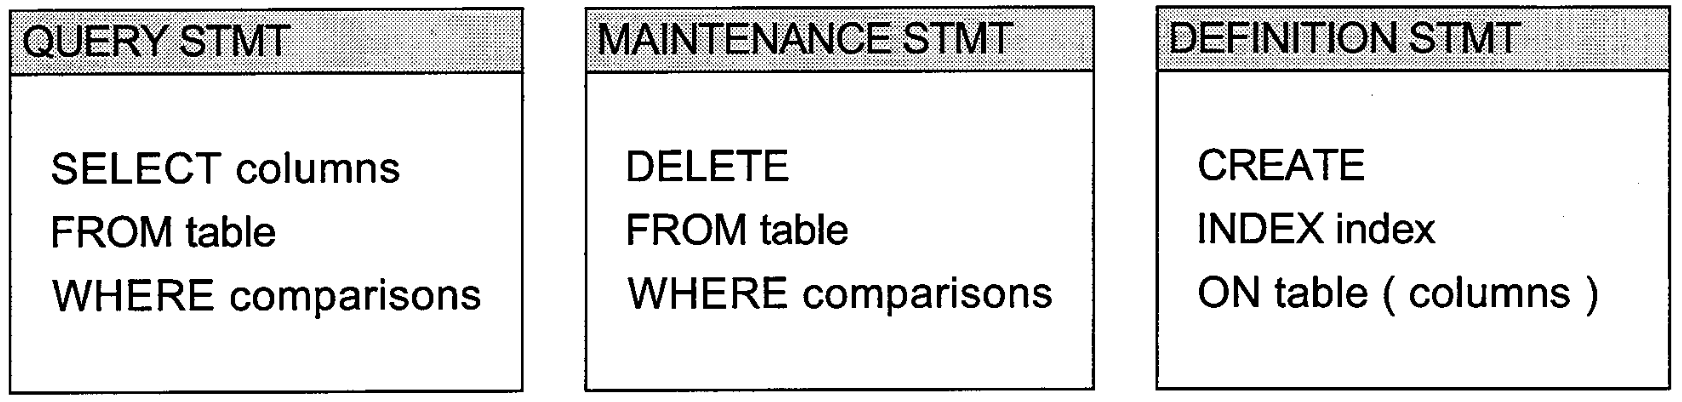 QUERY STMT
SELECT columns
FROM table
WHERE comparisons
MAINTENANCE STMT
DELETE
FROM table
WHERE comparisons
DEFINITION STMT
CREATE
INDEX index
ON table ( columns )